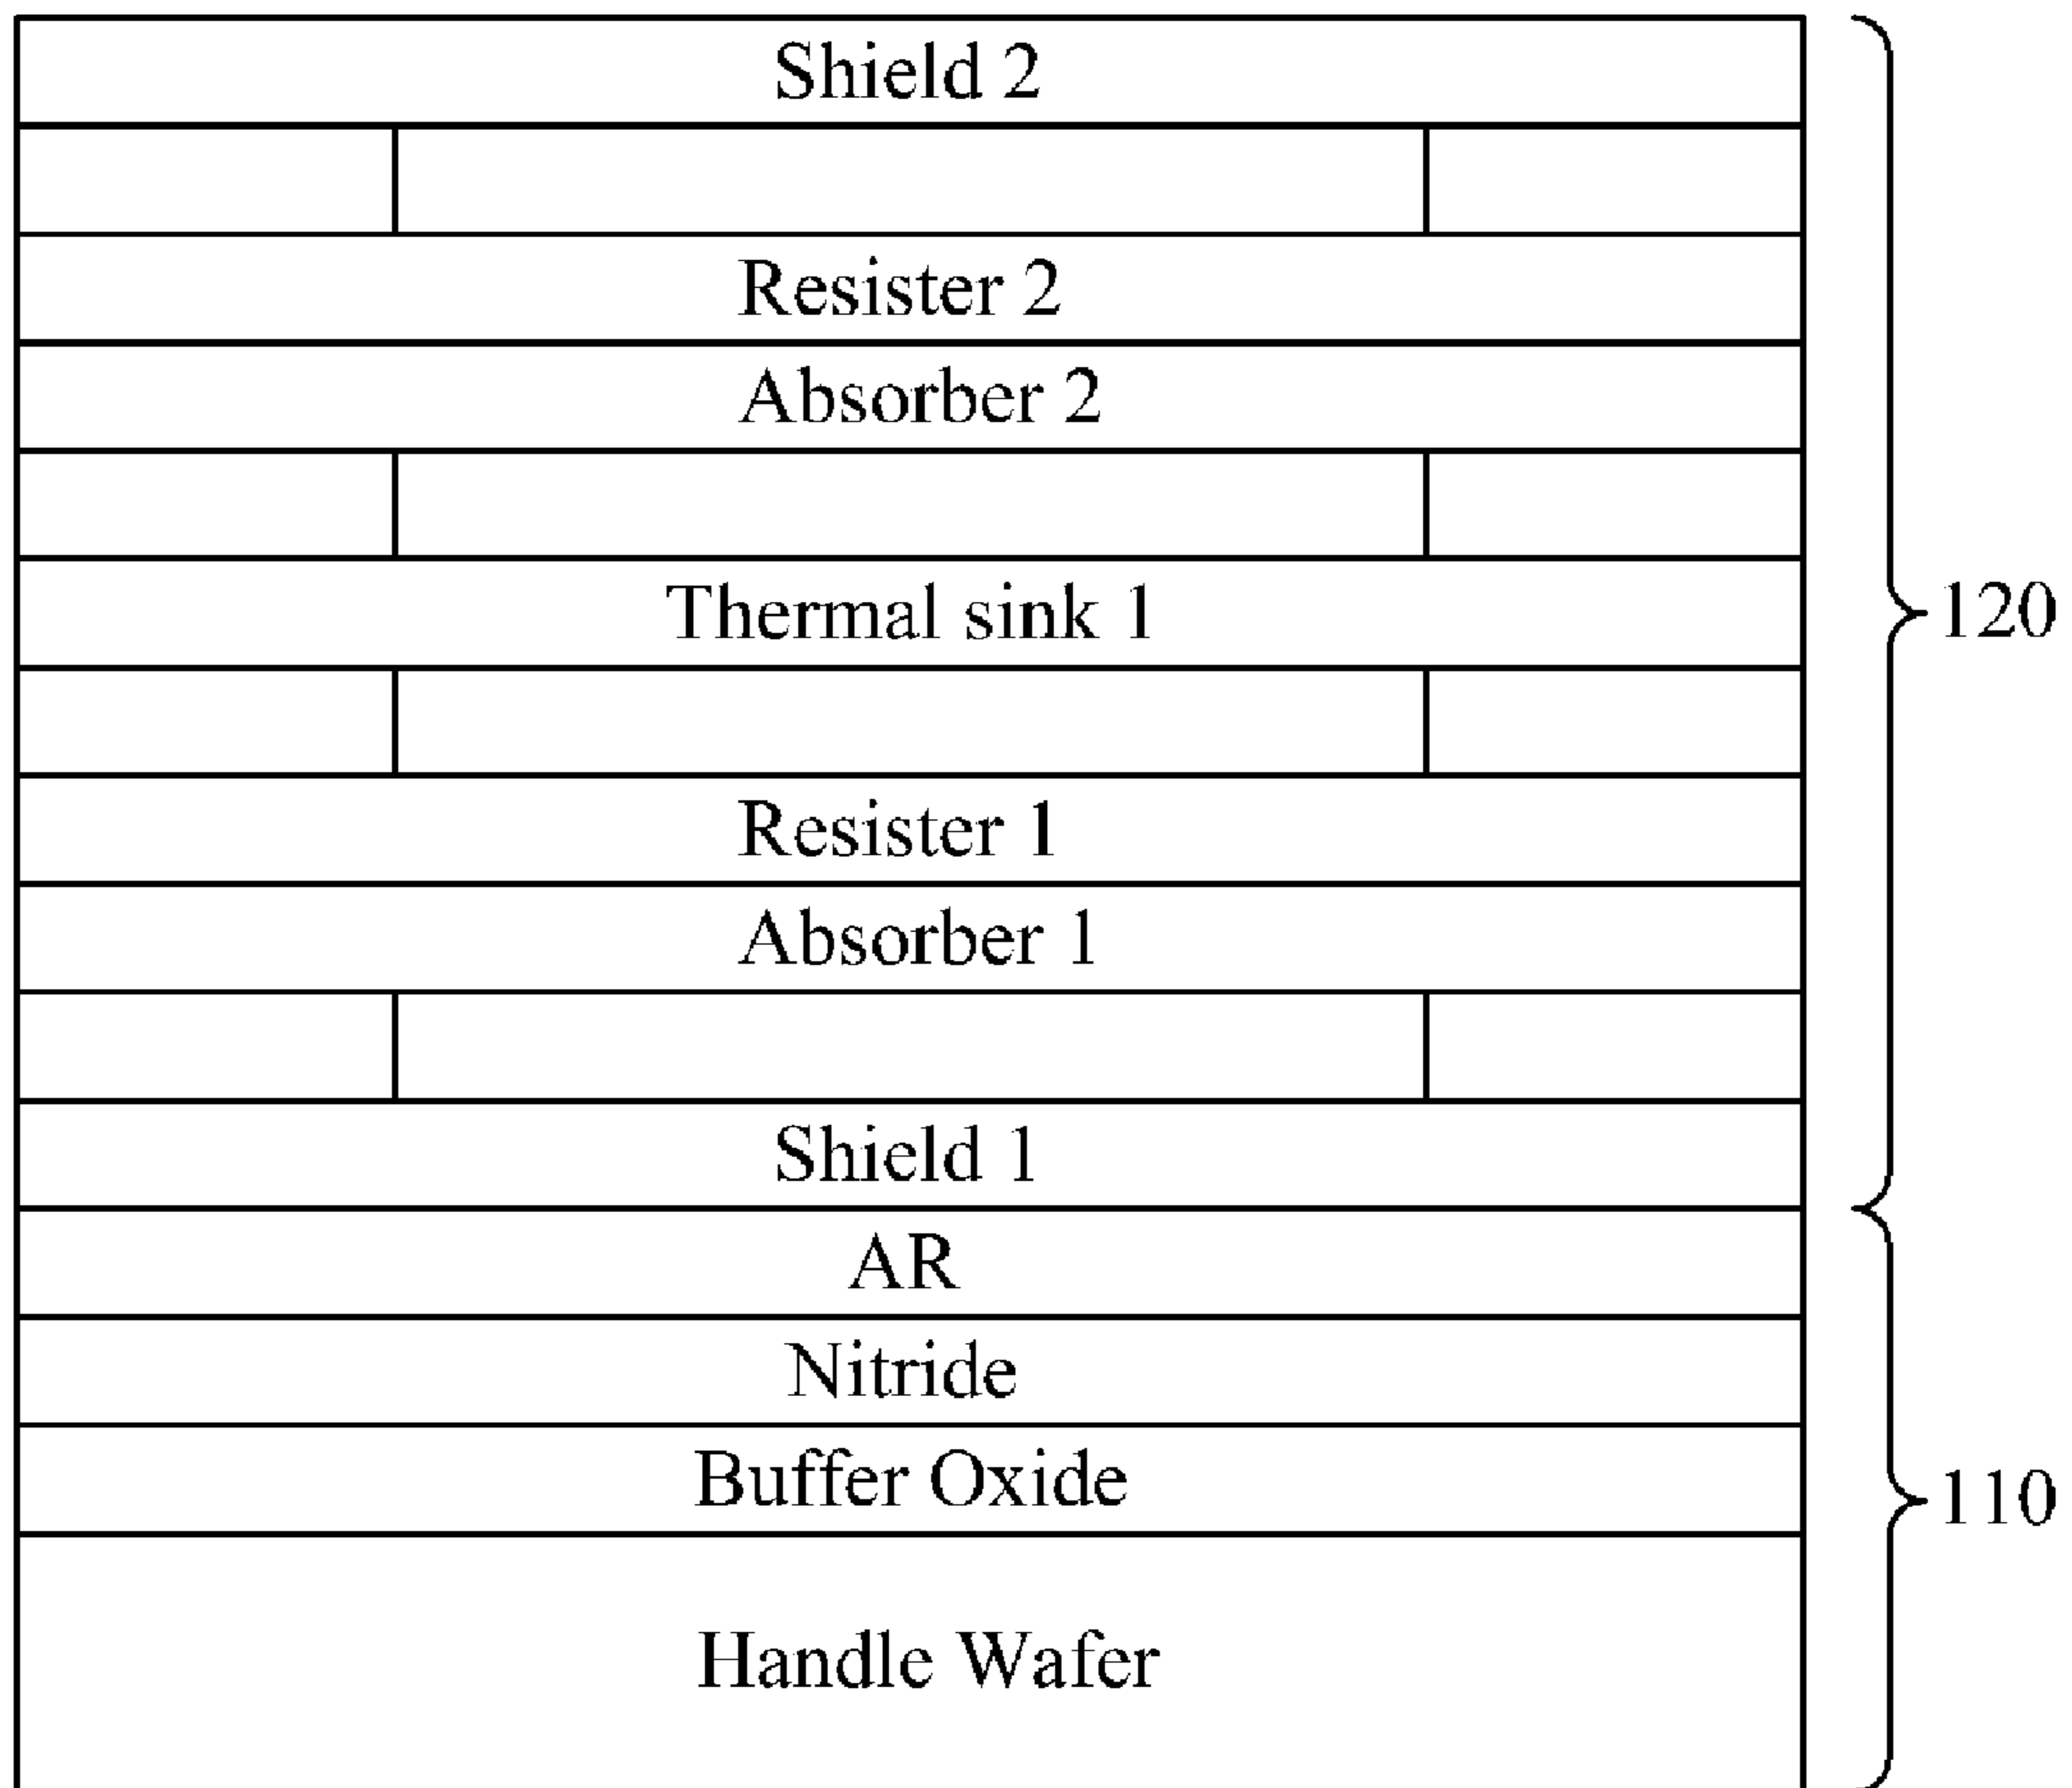 Shield 2
Resister 2
Absorber 2
Thermal sink 1
120
Resister 1
Absorber 1
Shield 1
AR
Nitride
Buffer Oxide
110
Handle Wafer